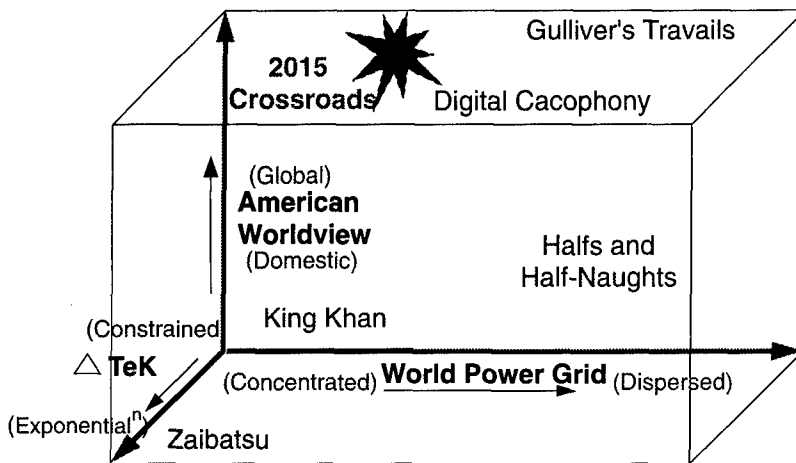 Gulliver's Travails
2015
Crossroads
Digital Cacophony
(Global)
American
Worldview
(Domestic)
Halfs and
Half-Naughts
King Khan
(Constrained
△ TeK
(Concentrated) World Power Grid (Dispersed)
(Exponentialⁿ)
Zaibatsu